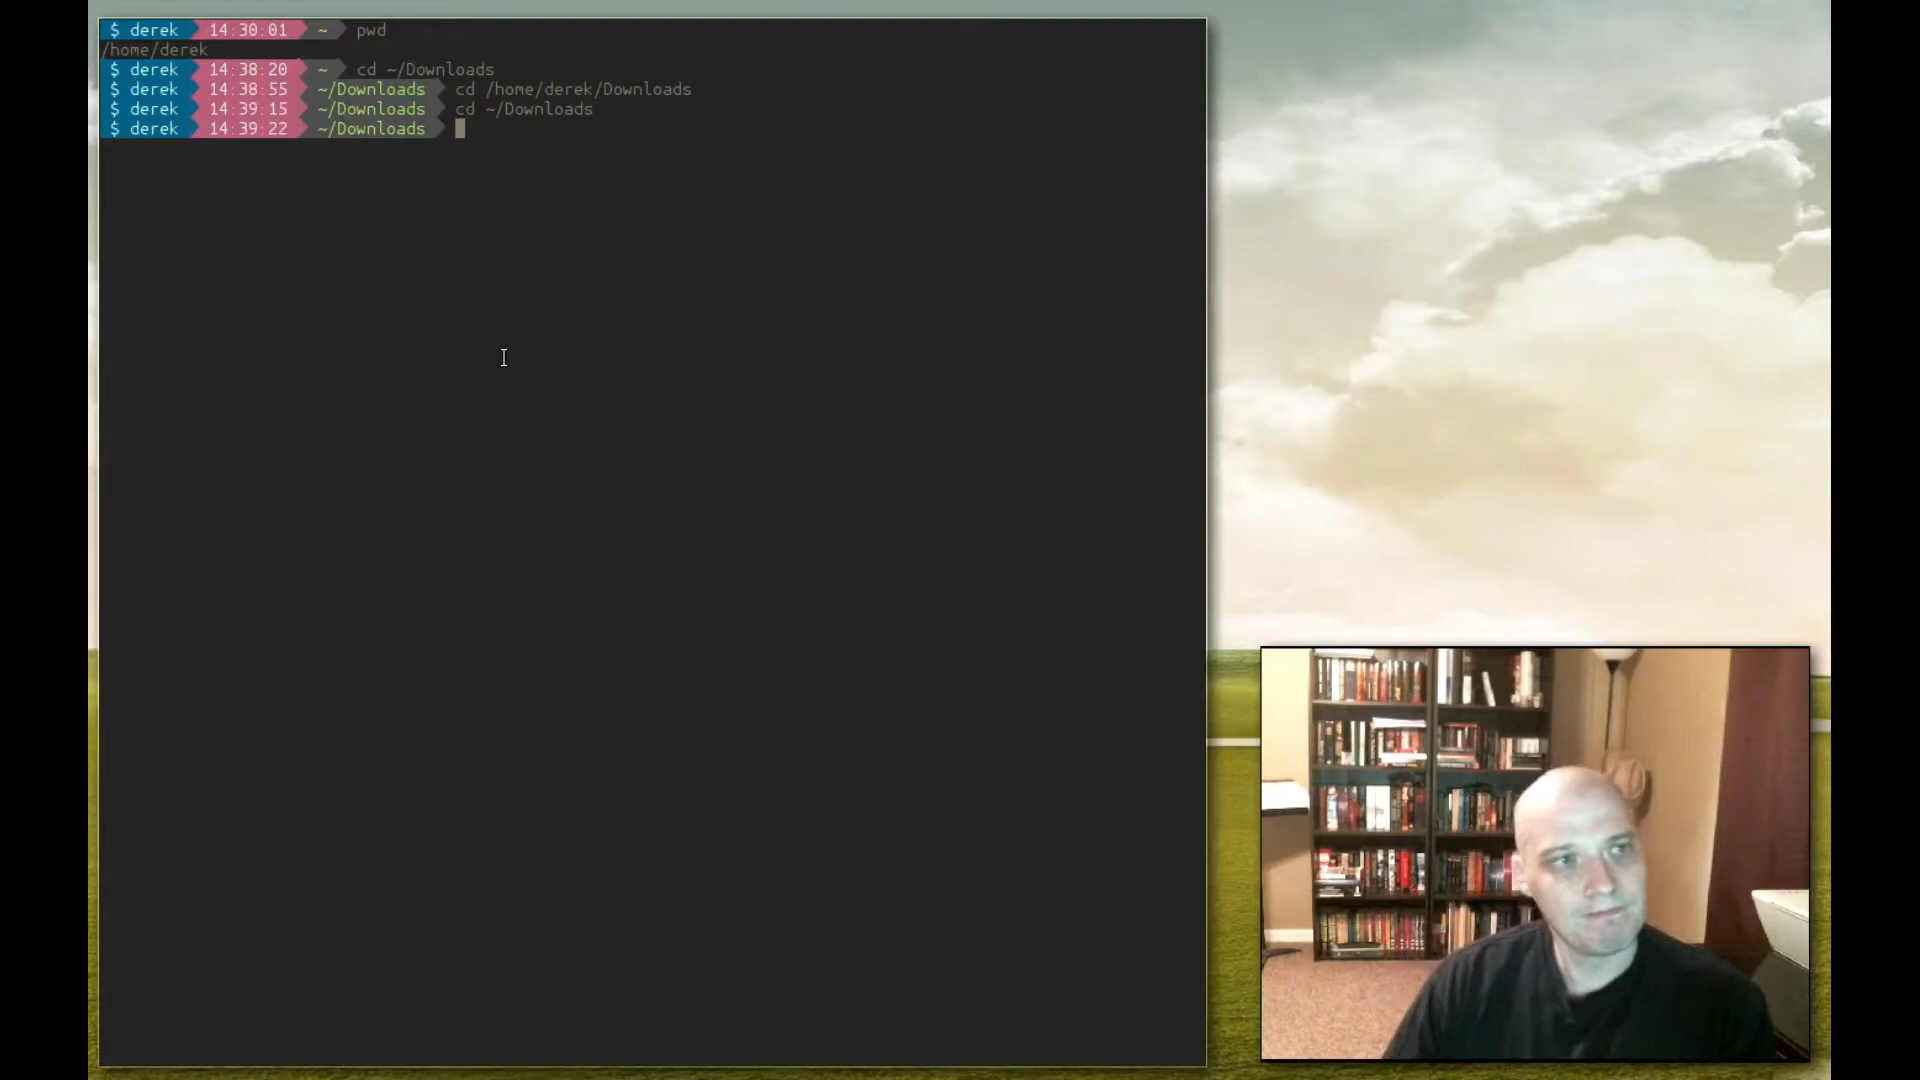 $ derek 14:30:01 ~ pwd
/home/derek
$ derek 14:38:20 ~ cd ~/Downloads
$ derek 14:38:55 ~/Downloads cd /home/derek/Downloads
$ derek 14:39:15 ~/Downloads cd ~/Downloads
$ derek 14:39:22 ~/Downloads